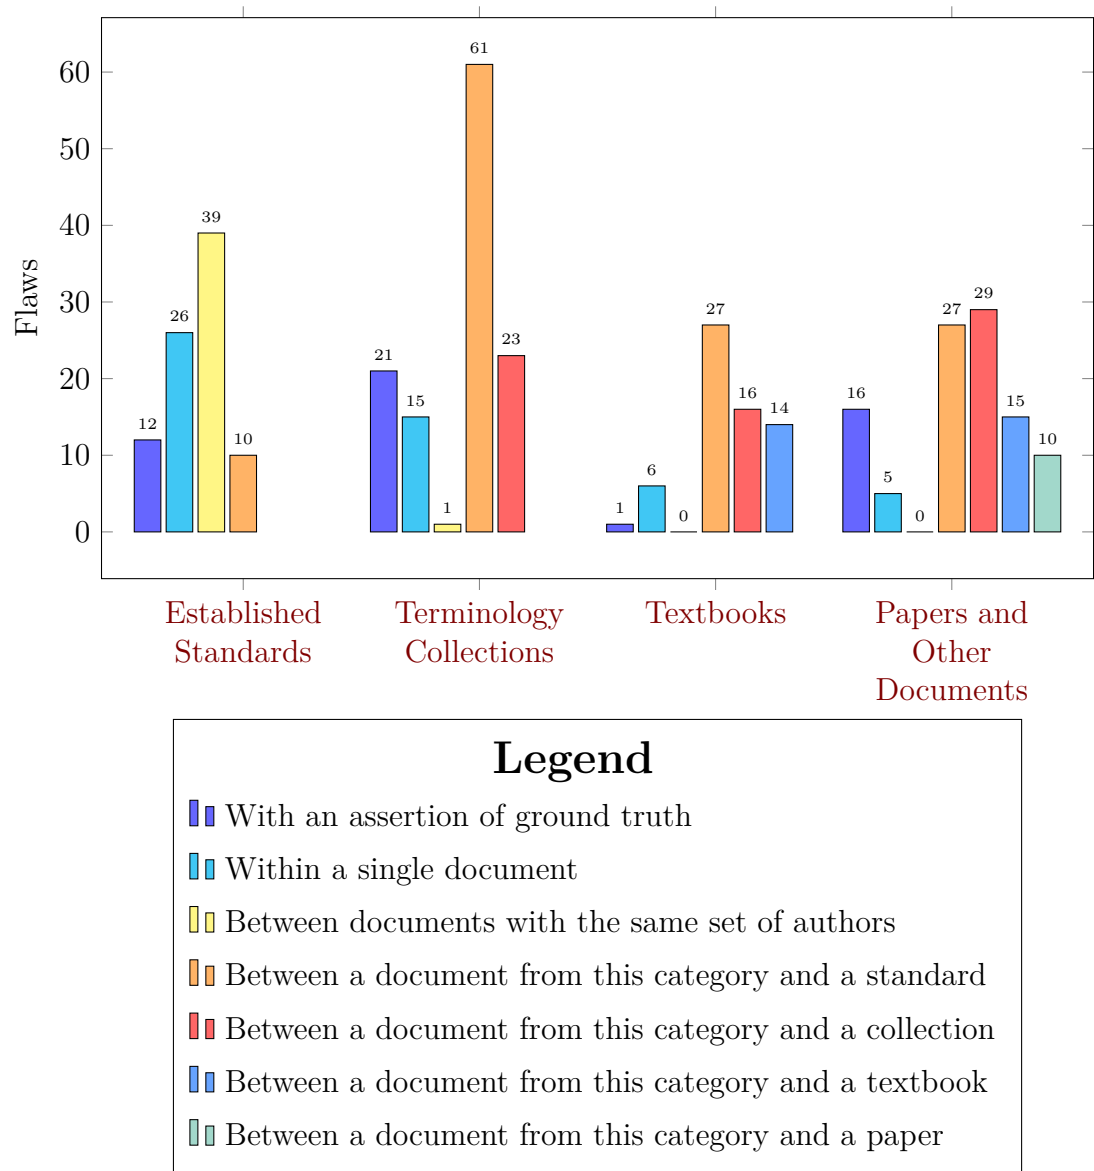 61
60
50
39
40
Flaws
29
27
27
30
26
23
21
20
16
16
15
15
14
12
10
10
10
6
5
1
1
0
0
0
Established
Standards
Terminology
Collections
Textbooks
Papers and
Other
Documents
Legend
With an assertion of ground truth
Within a single document
Between documents with the same set of authors
Between a document from this category and a standard
Between a document from this category and a collection
Between a document from this category and a textbook
Between a document from this category and a paper